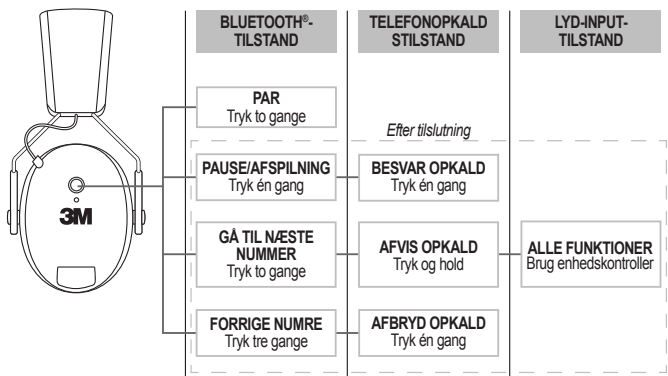 BLUETOOTH®-
TILSTAND
TELEFONOPKALD
STILSTAND
LYD-INPUT-
TILSTAND
PAR
Tryk to gange
Efter tilslutning
PAUSE/AFSPILNING
Tryk én gang
BESVAR OPKALD
Tryk én gang
3M
GÅ TIL NÆSTE
NUMMER
Tryk to gange
AFVIS OPKALD
Tryk og hold
ALLE FUNKTIONER
Brug enhedskontroller
FORRIGE NUMRE
Tryk tre gange
AFBRYD OPKALD
Tryk én gang